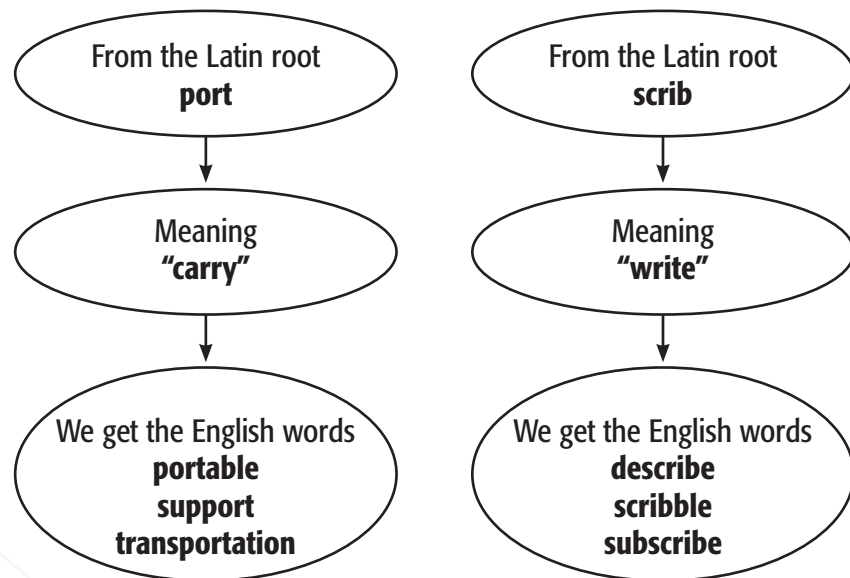 From the Latin root
port
Meaning
“carry”
We get the English words
portable
support
transportation
From the Latin root
scrib
Meaning
“write”
We get the English words
describe
scribble
subscribe